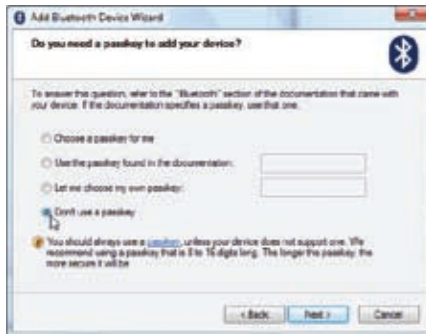 Add Bluetooth Device Wizard
Do you need a passkey to add your device?
To answer this question, refer to the "Bluetooth" section of the documentation that came with
your device. If the documentation specifies a passkey, use that one.
Choose a passkey for me
Use the passkey found in the documentation:
Let me choose my own passkey:
Don't use a passkey
You should always use a passkey, unless your device does not support one. We
recommend using a passkey that is 8 to 16 digits long. The longer the passkey, the
more secure it will be.
< Back
Next >
Cancel